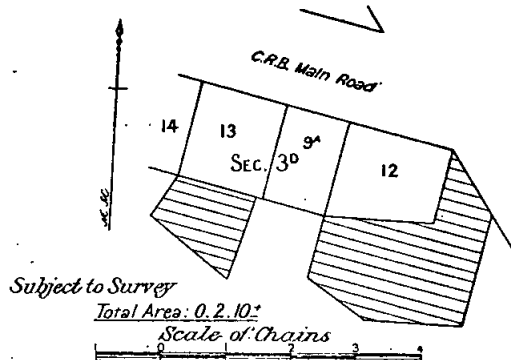 C.R.B. Main Road
14 13 9A 12
SEC. 3D
Subject to Survey
Total Area: 0.2.10±
Scale of Chains
1 0 1 2 3 4